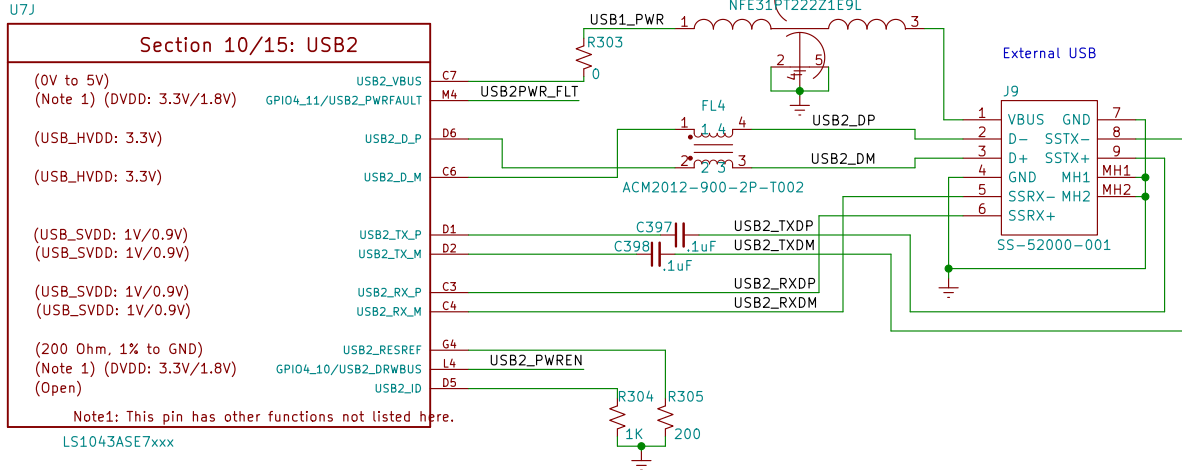 U7J
NFE31PT222Z1E9L
USB1_PWR
1
3
Section 10/15: USB2
R303
0
2
5
4
External USB
(0V to 5V)
USB2_VBUS
C7
(Note 1) (DVDD: 3.3V/1.8V)
GPIO4_11/USB2_PWRFAULT
M4
USB2PWR_FLT
J9
FL4
1
1 4
4
USB2_DP
1
VBUS
GND
7
(USB_HVDD: 3.3V)
USB2_D_P
D6
2
D-
SSTX-
8
2
2 3
3
USB2_DM
3
D+
SSTX+
9
(USB_HVDD: 3.3V)
USB2_D_M
C6
4
GND
MH1
MH1
ACM2012-900-2P-T002
5
SSRX-
MH2
MH2
6
SSRX+
(USB_SVDD: 1V/0.9V)
USB2_TX_P
D1
C397
.1uF
USB2_TXDP
SS-52000-001
(USB_SVDD: 1V/0.9V)
USB2_TX_M
D2
C398
.1uF
USB2_TXDM
(USB_SVDD: 1V/0.9V)
USB2_RX_P
C3
USB2_RXDP
(USB_SVDD: 1V/0.9V)
USB2_RX_M
C4
USB2_RXDM
(200 Ohm, 1% to GND)
USB2_RESREF
G4
(Note 1) (DVDD: 3.3V/1.8V)
GPIO4_10/USB2_DRWBUS
L4
USB2_PWREN
(Open)
USB2_ID
D5
R304
R305
1K
200
Note1: This pin has other functions not listed here.
LS1043ASE7xxx